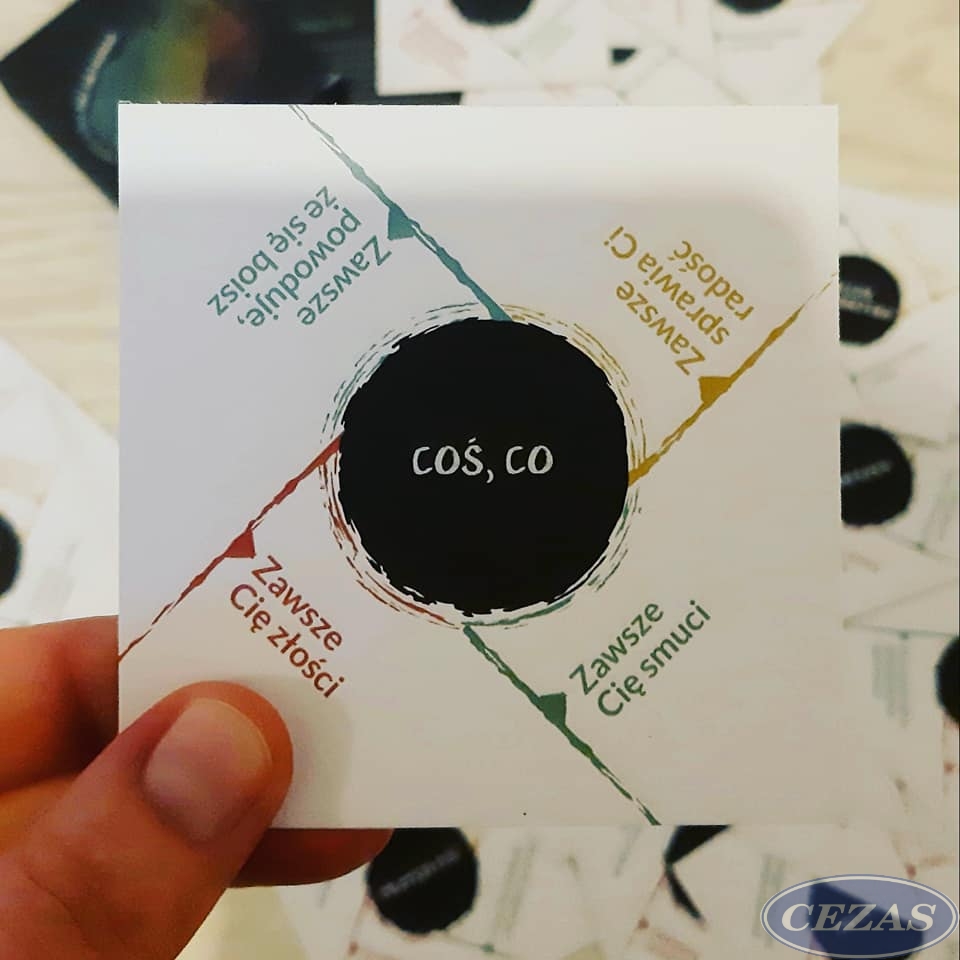 Zawsze
powoduje,
że się boisz
Zawsze
sprawia Ci
radość
COŚ, CO
Zawsze
Cię złości
Zawsze
Cię smuci
CEZAS